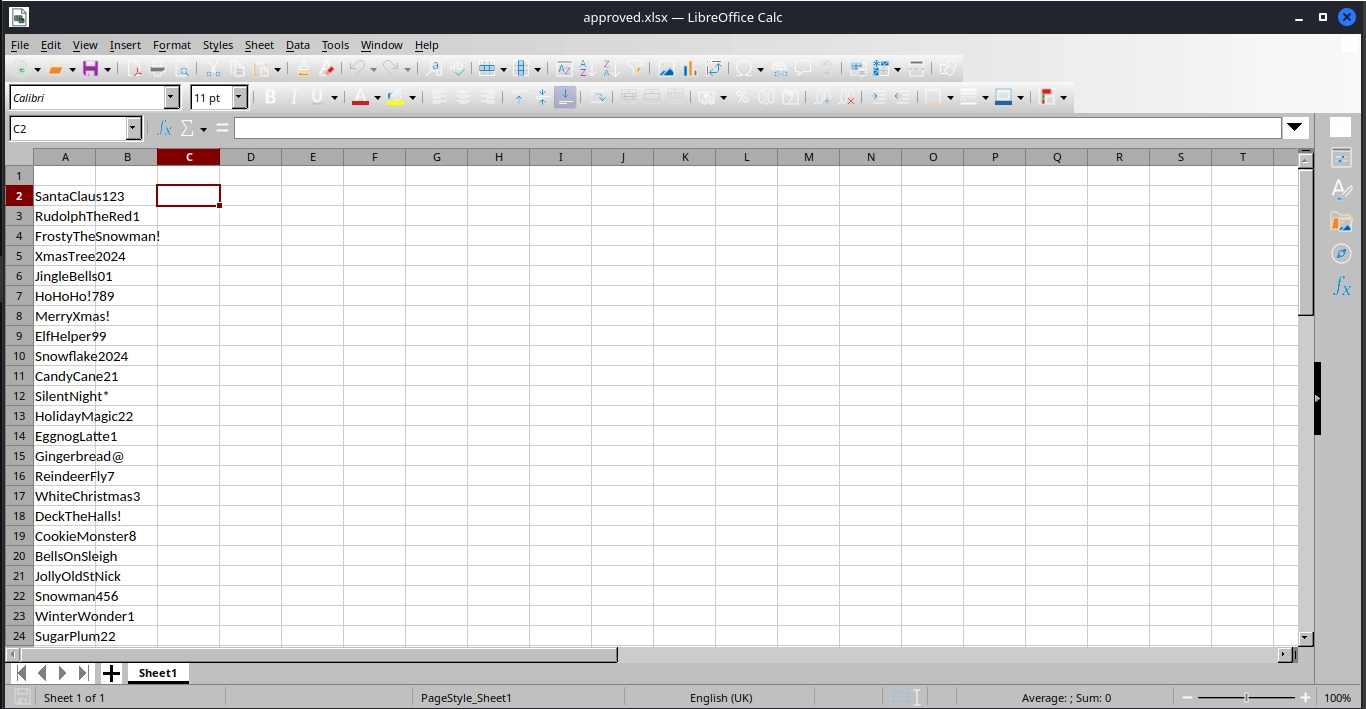 approved.xlsx — LibreOffice Calc
File Edit View Insert Format Styles Sheet Data Tools Window Help
Calibri 11 pt
C2
A B C D E F G H I J K L M N O P Q R S T
1
2 SantaClaus123
3 RudolphTheRed1
4 FrostyTheSnowman!
5 XmasTree2024
6 JingleBells01
7 HoHoHo!789
8 MerryXmas!
9 ElfHelper99
10 Snowflake2024
11 CandyCane21
12 SilentNight*
13 HolidayMagic22
14 EggnogLatte1
15 Gingerbread@
16 ReindeerFly7
17 WhiteChristmas3
18 DeckTheHalls!
19 CookieMonster8
20 BellsOnSleigh
21 JollyOldStNick
22 Snowman456
23 WinterWonder1
24 SugarPlum22
Sheet1
Sheet 1 of 1 PageStyle_Sheet1 English (UK) Average: ; Sum: 0 100%